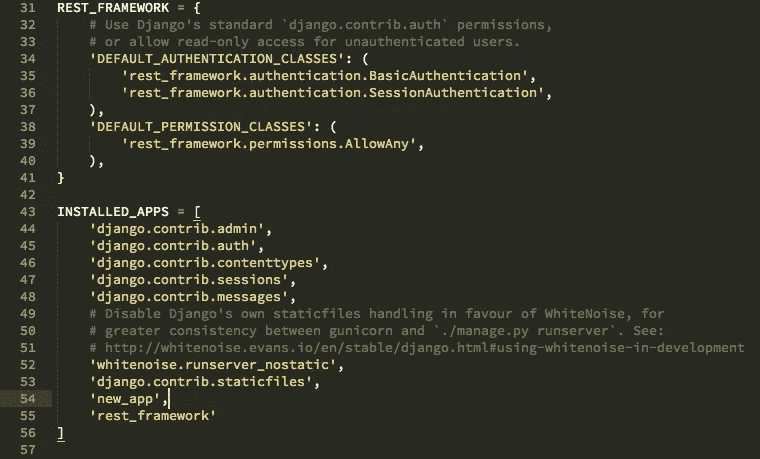 31 REST_FRAMEWORK = {
32     # Use Django's standard `django.contrib.auth` permissions,
33     # or allow read-only access for unauthenticated users.
34     'DEFAULT_AUTHENTICATION_CLASSES': (
35         'rest_framework.authentication.BasicAuthentication',
36         'rest_framework.authentication.SessionAuthentication',
37     ),
38     'DEFAULT_PERMISSION_CLASSES': (
39         'rest_framework.permissions.AllowAny',
40     ),
41 }
42
43 INSTALLED_APPS = [
44     'django.contrib.admin',
45     'django.contrib.auth',
46     'django.contrib.contenttypes',
47     'django.contrib.sessions',
48     'django.contrib.messages',
49     # Disable Django's own staticfiles handling in favour of WhiteNoise, for
50     # greater consistency between gunicorn and `./manage.py runserver`. See:
51     # http://whitenoise.evans.io/en/stable/django.html#using-whitenoise-in-development
52     'whitenoise.runserver_nostatic',
53     'django.contrib.staticfiles',
54     'new_app',
55     'rest_framework'
56 ]
57